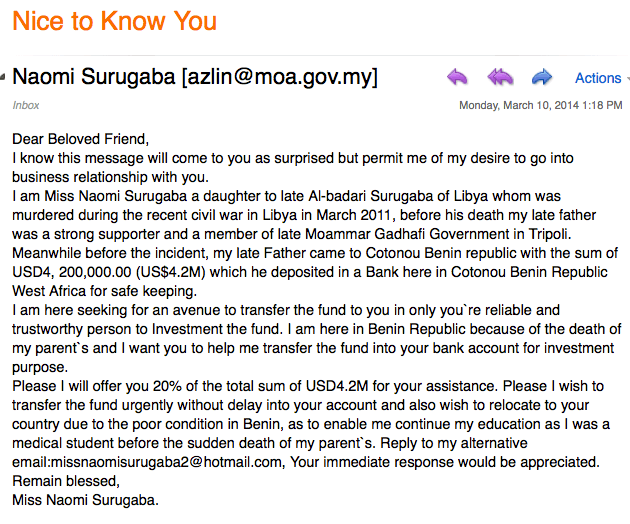 Nice to Know You
Naomi Surugaba [azlin@moa.gov.my]
Actions
Inbox
Monday, March 10, 2014 1:18 PM
Dear Beloved Friend,
I know this message will come to you as surprised but permit me of my desire to go into
business relationship with you.
I am Miss Naomi Surugaba a daughter to late Al-badari Surugaba of Libya whom was
murdered during the recent civil war in Libya in March 2011, before his death my late father
was a strong supporter and a member of late Moammar Gadhafi Government in Tripoli.
Meanwhile before the incident, my late Father came to Cotonou Benin republic with the sum of
USD4, 200,000.00 (US$4.2M) which he deposited in a Bank here in Cotonou Benin Republic
West Africa for safe keeping.
I am here seeking for an avenue to transfer the fund to you in only you`re reliable and
trustworthy person to Investment the fund. I am here in Benin Republic because of the death of
my parent`s and I want you to help me transfer the fund into your bank account for investment
purpose.
Please I will offer you 20% of the total sum of USD4.2M for your assistance. Please I wish to
transfer the fund urgently without delay into your account and also wish to relocate to your
country due to the poor condition in Benin, as to enable me continue my education as I was a
medical student before the sudden death of my parent`s. Reply to my alternative
email:missnaomisurugaba2@hotmail.com, Your immediate response would be appreciated.
Remain blessed,
Miss Naomi Surugaba.